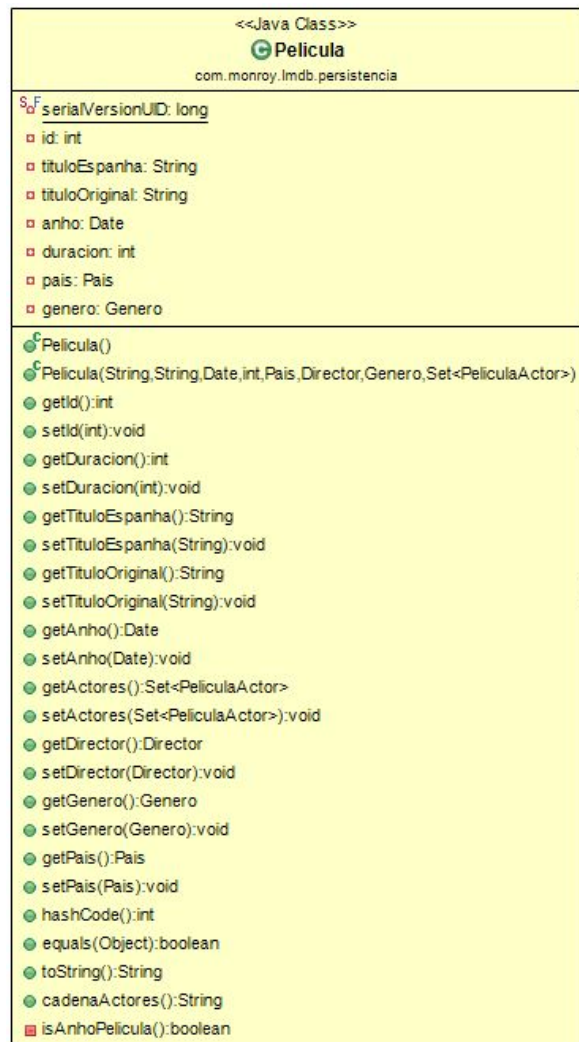 <<Java Class>>
C Pelicula
com.monroy.Imdb.persistencia
S F serialVersionUID: long
id: int
tituloEspanha: String
tituloOriginal: String
anho: Date
duracion: int
pais: Pais
genero: Genero
C Pelicula()
C Pelicula(String,String,Date,int,Pais,Director,Genero,Set<PeliculaActor>)
getId():int
setId(int):void
getDuracion():int
setDuracion(int):void
getTituloEspanha():String
setTituloEspanha(String):void
getTituloOriginal():String
setTituloOriginal(String):void
getAnho():Date
setAnho(Date):void
getActores():Set<PeliculaActor>
setActores(Set<PeliculaActor>):void
getDirector():Director
setDirector(Director):void
getGenero():Genero
setGenero(Genero):void
getPais():Pais
setPais(Pais):void
hashCode():int
equals(Object):boolean
toString():String
cadenaActores():String
isAnhoPelicula():boolean